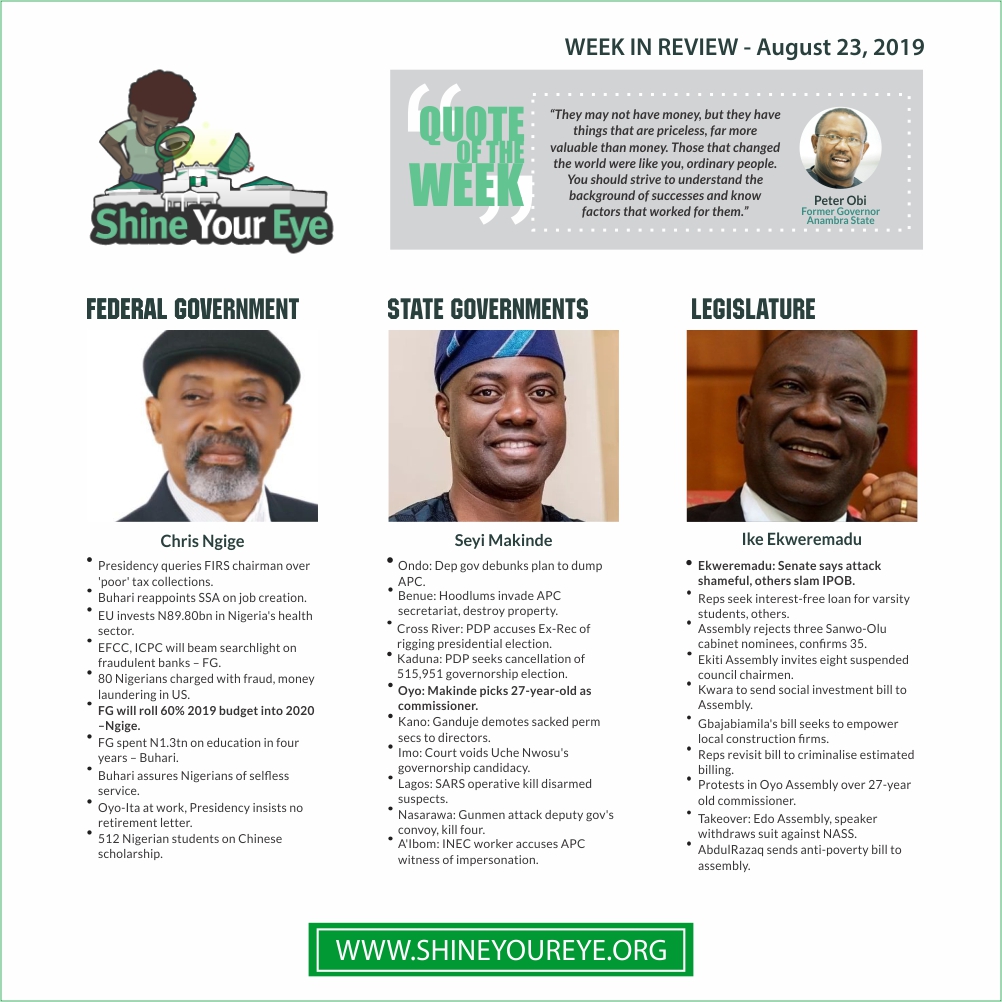 WEEK IN REVIEW - August 23, 2019
Shine Your Eye
QUOTE
OF THE
WEEK
“They may not have money, but they have
things that are priceless, far more
valuable than money. Those that changed
the world were like you, ordinary people.
You should strive to understand the
background of successes and know
factors that worked for them.”
Peter Obi
Former Governor
Anambra State
FEDERAL GOVERNMENT
Chris Ngige
• Presidency queries FIRS chairman over
'poor' tax collections.
• Buhari reappoints SSA on job creation.
• EU invests N89.80bn in Nigeria's health
sector.
• EFCC, ICPC will beam searchlight on
fraudulent banks – FG.
• 80 Nigerians charged with fraud, money
laundering in US.
• FG will roll 60% 2019 budget into 2020
–Ngige.
• FG spent N1.3tn on education in four
years – Buhari.
• Buhari assures Nigerians of selfless
service.
• Oyo-Ita at work, Presidency insists no
retirement letter.
• 512 Nigerian students on Chinese
scholarship.
STATE GOVERNMENTS
Seyi Makinde
• Ondo: Dep gov debunks plan to dump
APC.
• Benue: Hoodlums invade APC
secretariat, destroy property.
• Cross River: PDP accuses Ex-Rec of
rigging presidential election.
• Kaduna: PDP seeks cancellation of
515,951 governorship election.
• Oyo: Makinde picks 27-year-old as
commissioner.
• Kano: Ganduje demotes sacked perm
secs to directors.
• Imo: Court voids Uche Nwosu's
governorship candidacy.
• Lagos: SARS operative kill disarmed
suspects.
• Nasarawa: Gunmen attack deputy gov's
convoy, kill four.
• A'Ibom: INEC worker accuses APC
witness of impersonation.
LEGISLATURE
Ike Ekweremadu
• Ekweremadu: Senate says attack
shameful, others slam IPOB.
• Reps seek interest-free loan for varsity
students, others.
• Assembly rejects three Sanwo-Olu
cabinet nominees, confirms 35.
• Ekiti Assembly invites eight suspended
council chairmen.
• Kwara to send social investment bill to
Assembly.
• Gbajabiamila's bill seeks to empower
local construction firms.
• Reps revisit bill to criminalise estimated
billing.
• Protests in Oyo Assembly over 27-year
old commissioner.
• Takeover: Edo Assembly, speaker
withdraws suit against NASS.
• AbdulRazaq sends anti-poverty bill to
assembly.
WWW.SHINEYOUREYE.ORG